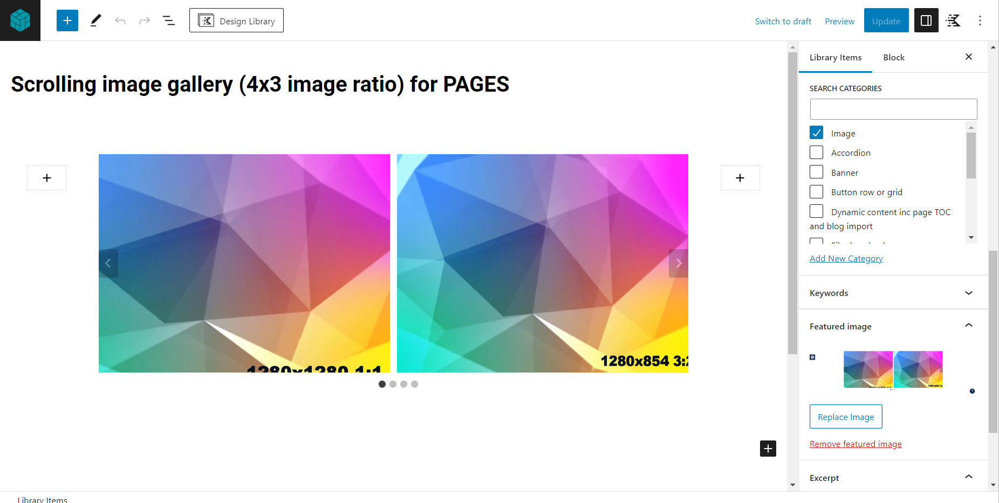 Design Library
Switch to draft
Preview
Update
Library Items
Block
Scrolling image gallery (4x3 image ratio) for PAGES
SEARCH CATEGORIES
Image
Accordion
Banner
Button row or grid
Dynamic content inc page TOC
and blog import
Add New Category
Keywords
Featured image
1280x1280 1:1
1280x854 3:2
Replace Image
Remove featured image
Excerpt
Library Items